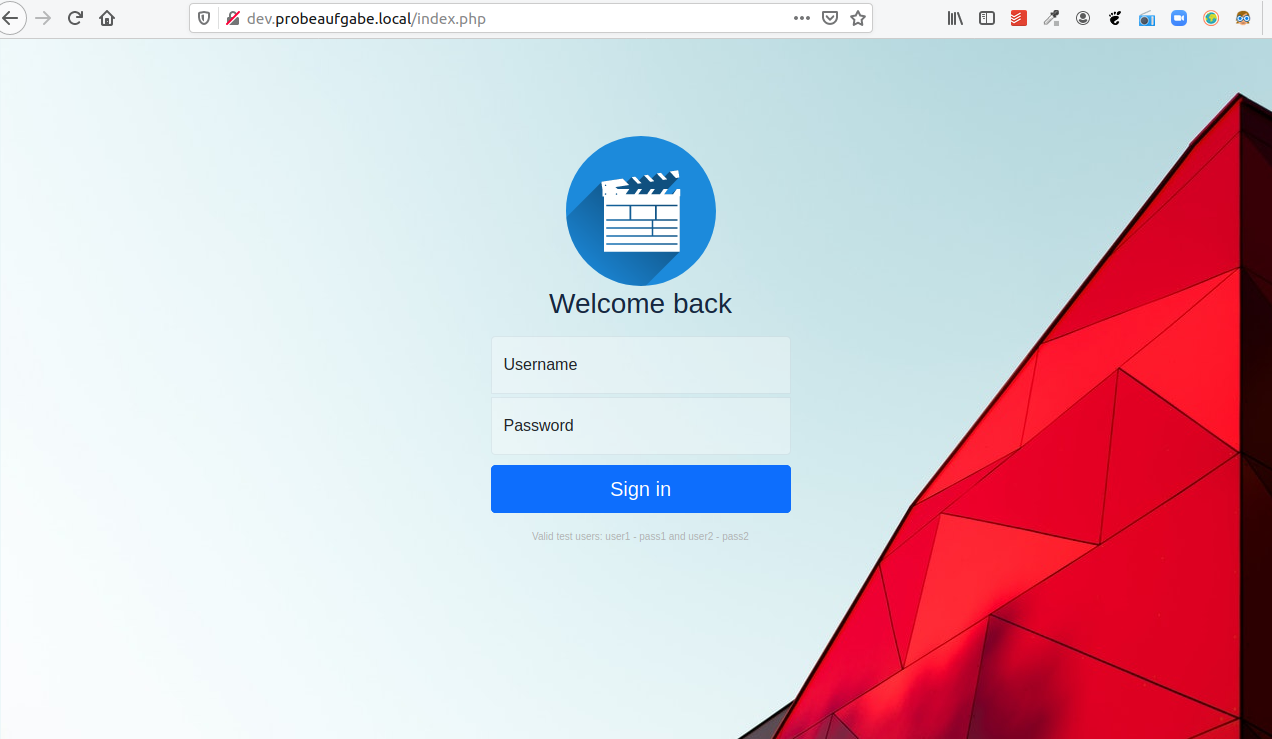 dev.probeaufgabe.local/index.php
Welcome back
Username
Password
Sign in
Valid test users: user1 - pass1 and user2 - pass2